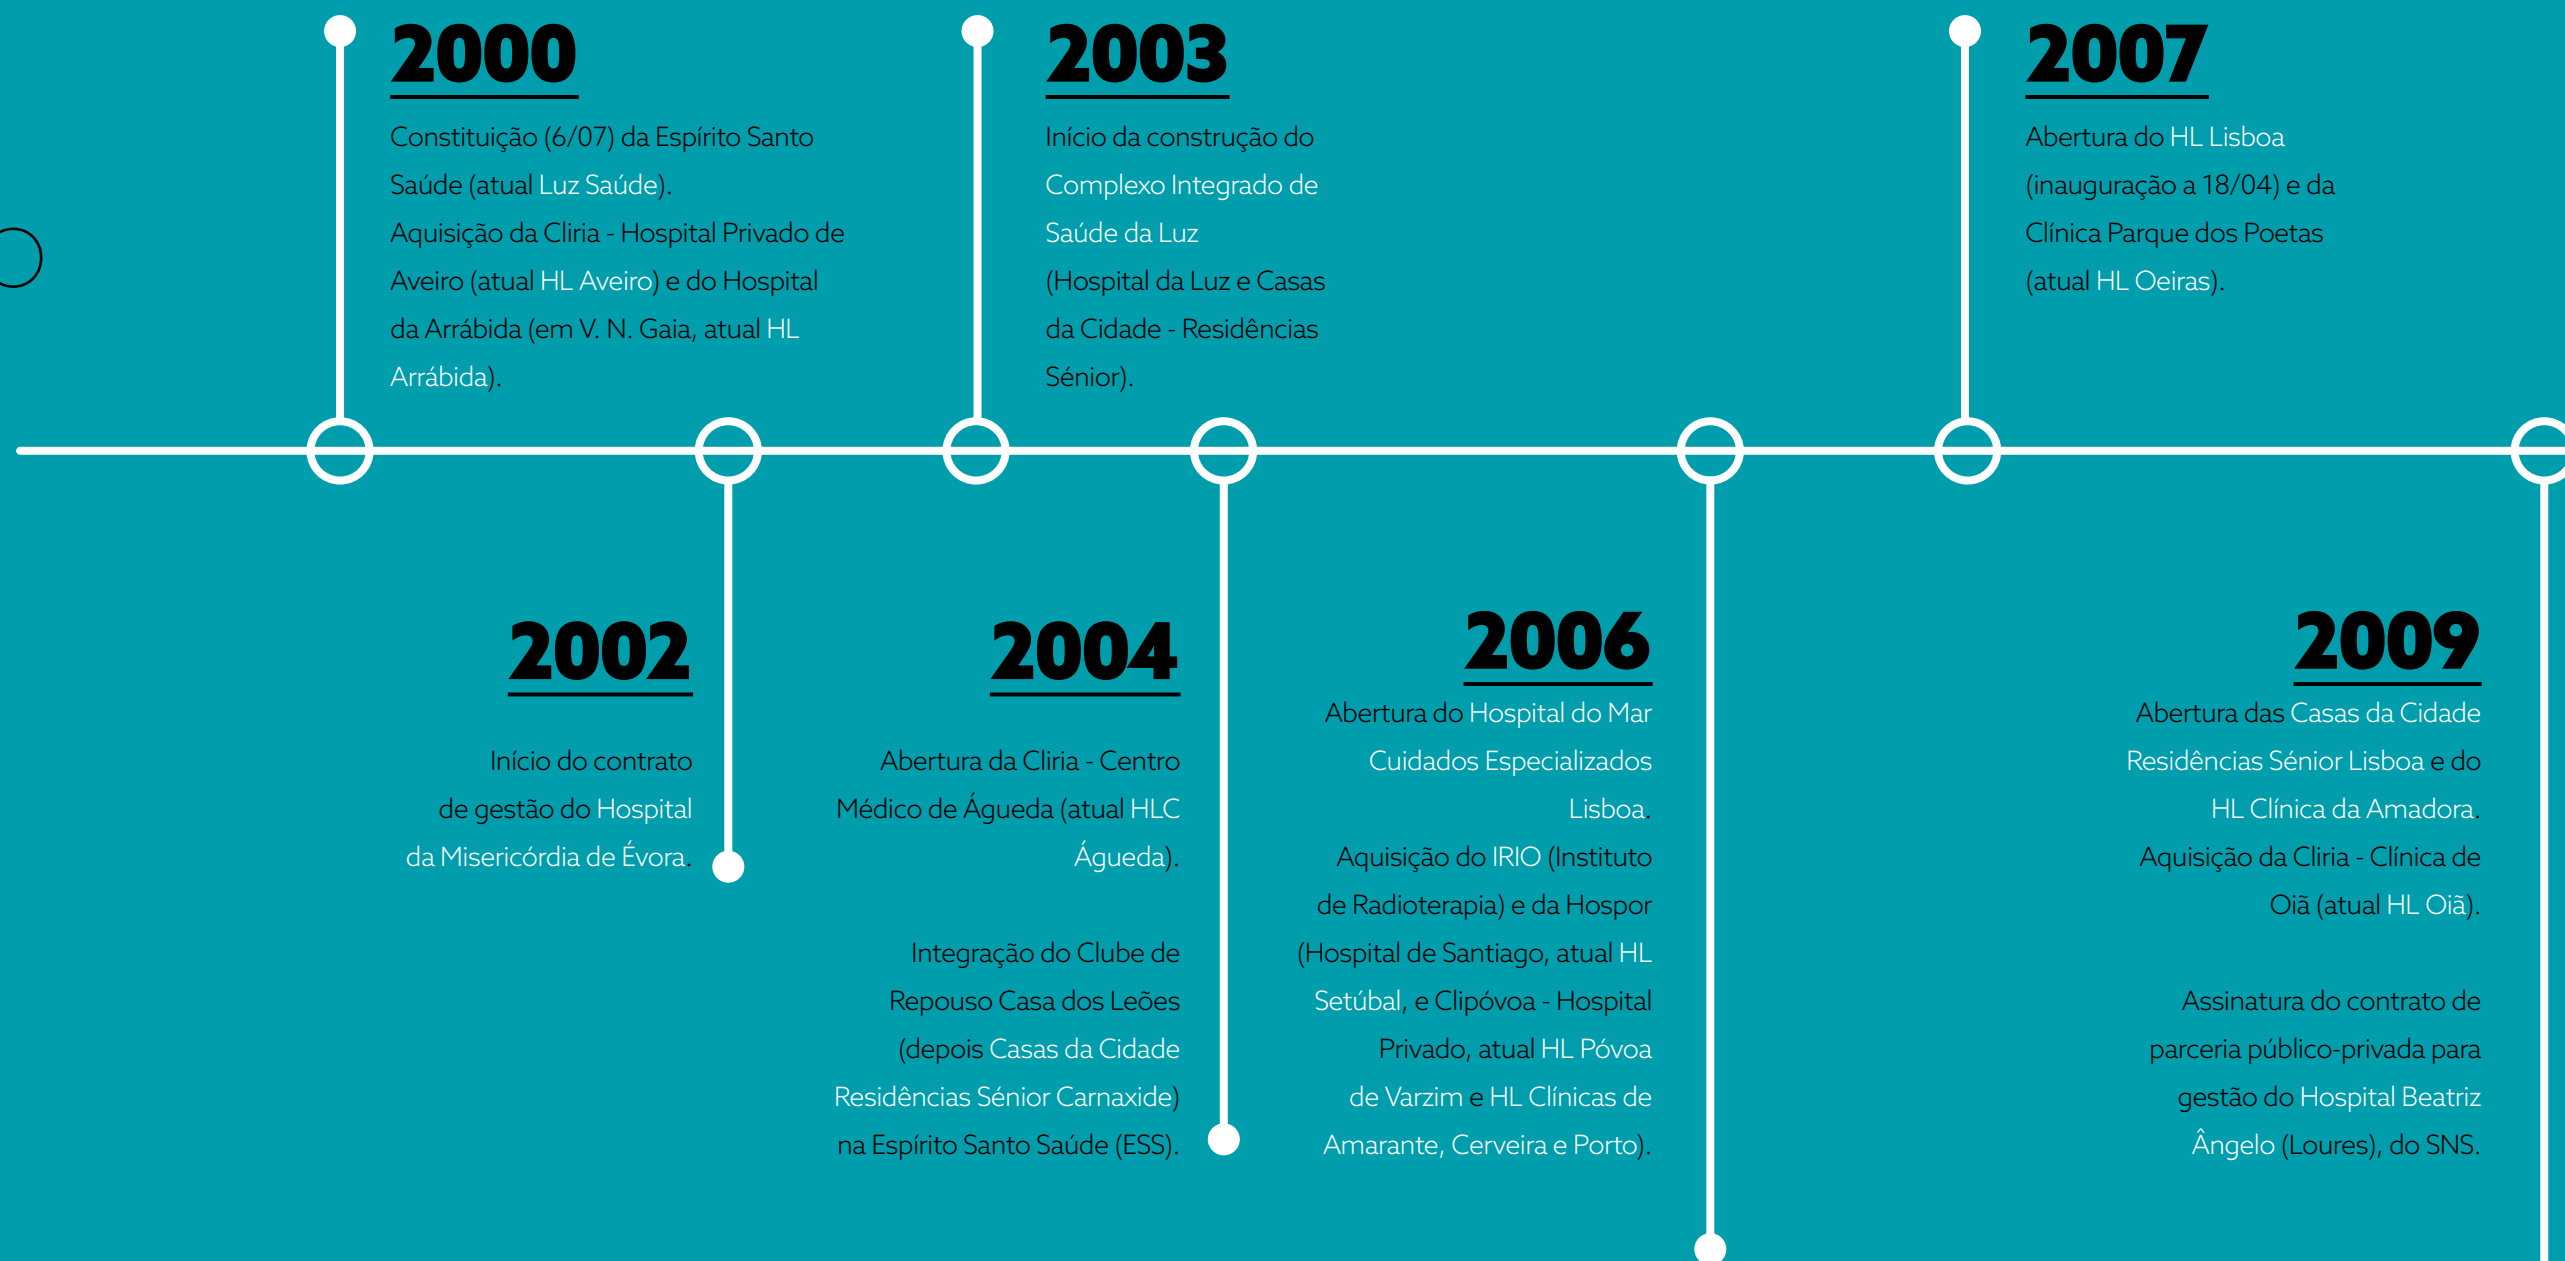 2000
Constituição (6/07) da Espírito Santo
Saúde (atual Luz Saúde).
Aquisição da Cliria - Hospital Privado de
Aveiro (atual HL Aveiro) e do Hospital
da Arrábida (em V. N. Gaia, atual HL
Arrábida).
2003
Início da construção do
Complexo Integrado de
Saúde da Luz
(Hospital da Luz e Casas
da Cidade - Residências
Sénior).
2007
Abertura do HL Lisboa
(inauguração a 18/04) e da
Clínica Parque dos Poetas
(atual HL Oeiras).
2002
Início do contrato
de gestão do Hospital
da Misericórdia de Évora.
2004
Abertura da Cliria - Centro
Médico de Águeda (atual HLC
Águeda).
Integração do Clube de
Repouso Casa dos Leões
(depois Casas da Cidade
Residências Sénior Carnaxide)
na Espírito Santo Saúde (ESS).
2006
Abertura do Hospital do Mar
Cuidados Especializados
Lisboa.
Aquisição do IRIO (Instituto
de Radioterapia) e da Hospor
(Hospital de Santiago, atual HL
Setúbal, e Clipóvoa - Hospital
Privado, atual HL Póvoa
de Varzim e HL Clínicas de
Amarante, Cerveira e Porto).
2009
Abertura das Casas da Cidade
Residências Sénior Lisboa e do
HL Clínica da Amadora.
Aquisição da Cliria - Clínica de
Oiã (atual HL Oiã).
Assinatura do contrato de
parceria público-privada para
gestão do Hospital Beatriz
Ângelo (Loures), do SNS.